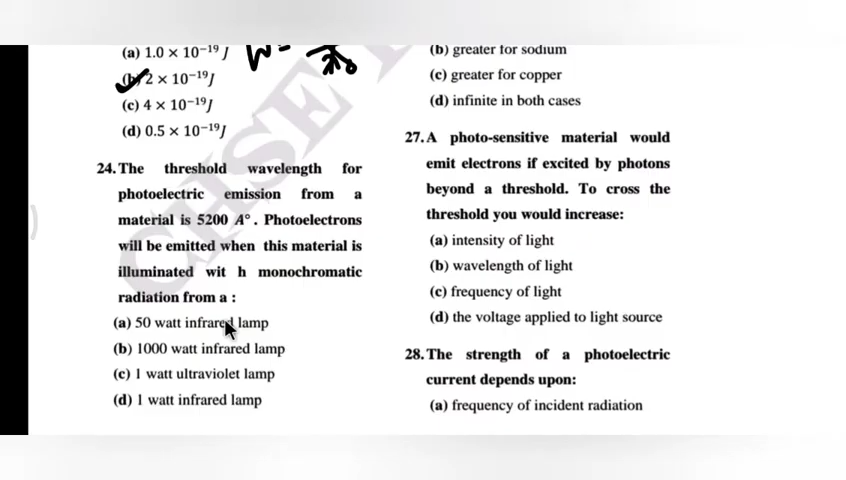 (a) 1.0 × 10⁻¹⁹ J
W=
λ₀
(b) 2 × 10⁻¹⁹J
(c) 4 × 10⁻¹⁹J
(d) 0.5 × 10⁻¹⁹J
24. The threshold wavelength for
photoelectric emission from a
material is 5200 A°. Photoelectrons
will be emitted when this material is
illuminated wit h monochromatic
radiation from a :
(a) 50 watt infrared lamp
(b) 1000 watt infrared lamp
(c) 1 watt ultraviolet lamp
(d) 1 watt infrared lamp
(b) greater for sodium
(c) greater for copper
(d) infinite in both cases
27. A photo-sensitive material would
emit electrons if excited by photons
beyond a threshold. To cross the
threshold you would increase:
(a) intensity of light
(b) wavelength of light
(c) frequency of light
(d) the voltage applied to light source
28. The strength of a photoelectric
current depends upon:
(a) frequency of incident radiation
CHSE